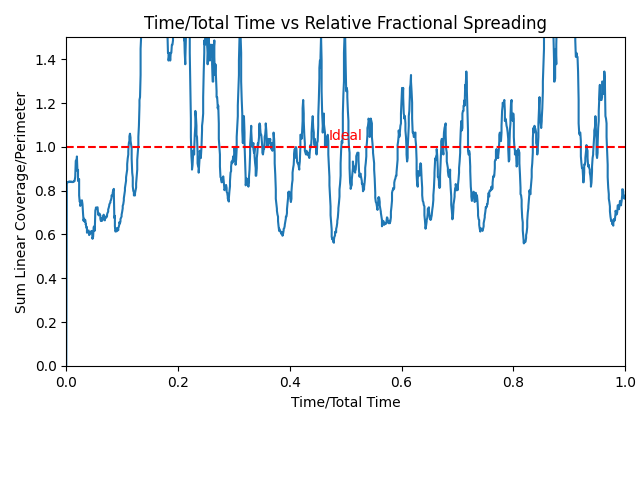 Time/Total Time vs Relative Fractional Spreading
Sum Linear Coverage/Perimeter
1.4
1.2
1.0
0.8
0.6
0.4
0.2
0.0
Ideal
0.0 0.2 0.4 0.6 0.8 1.0
Time/Total Time